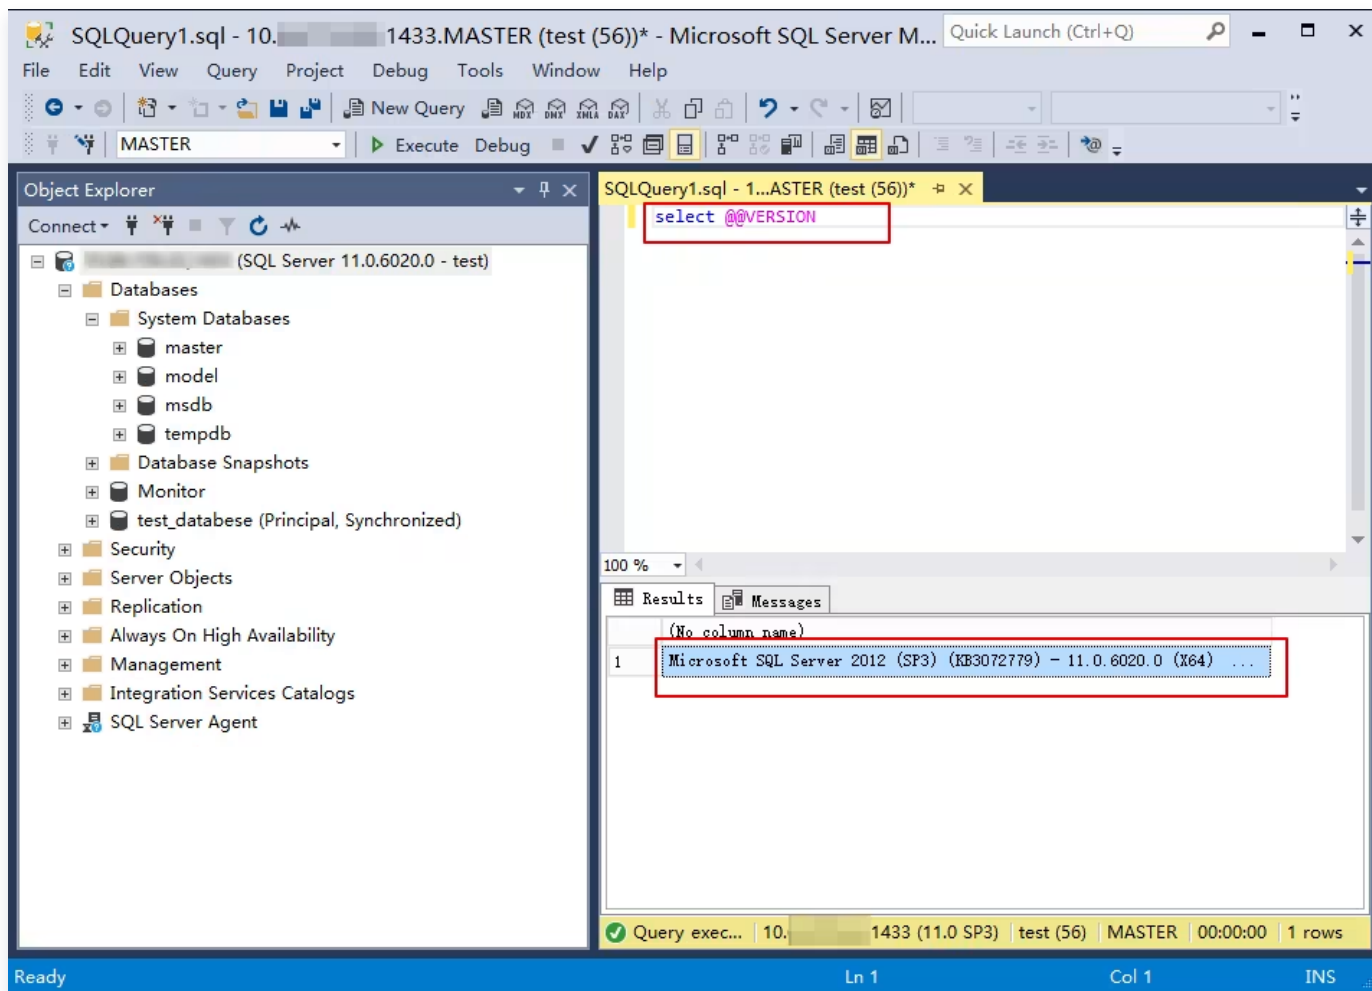 SQLQuery1.sql - 10. 1433.MASTER (test (56))* - Microsoft SQL Server M...
Quick Launch (Ctrl+Q)
File Edit View Query Project Debug Tools Window Help
New Query MDX DMX XMLA DAX
MASTER Execute Debug
Object Explorer
SQLQuery1.sql - 1...ASTER (test (56))*
Connect
select @@VERSION
(SQL Server 11.0.6020.0 - test)
Databases
System Databases
master
model
msdb
tempdb
Database Snapshots
Monitor
test_databese (Principal, Synchronized)
Security
Server Objects
Replication
Always On High Availability
Management
Integration Services Catalogs
SQL Server Agent
100 %
Results Messages
(No column name)
1 Microsoft SQL Server 2012 (SP3) (KB3072779) - 11.0.6020.0 (X64) ...
Query exec... 10. 1433 (11.0 SP3) test (56) MASTER 00:00:00 1 rows
Ready Ln 1 Col 1 INS